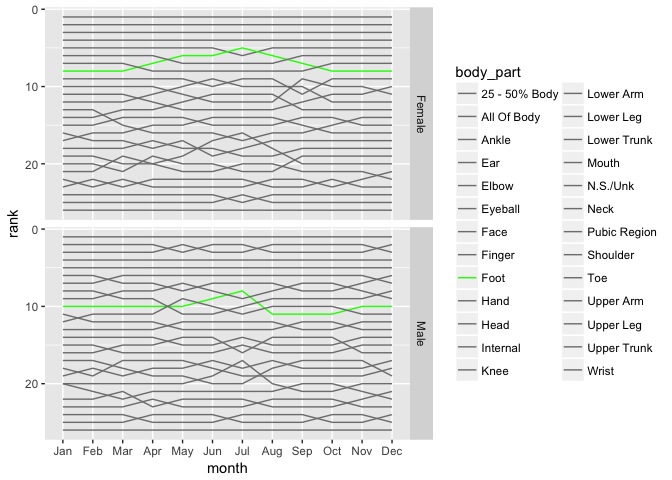 0
10
20
Female
0
10
20
Male
rank
Jan Feb Mar Apr May Jun Jul Aug Sep Oct Nov Dec
month
body_part
25 - 50% Body Lower Arm
All Of Body Lower Leg
Ankle Lower Trunk
Ear Mouth
Elbow N.S./Unk
Eyeball Neck
Face Pubic Region
Finger Shoulder
Foot Toe
Hand Upper Arm
Head Upper Leg
Internal Upper Trunk
Knee Wrist